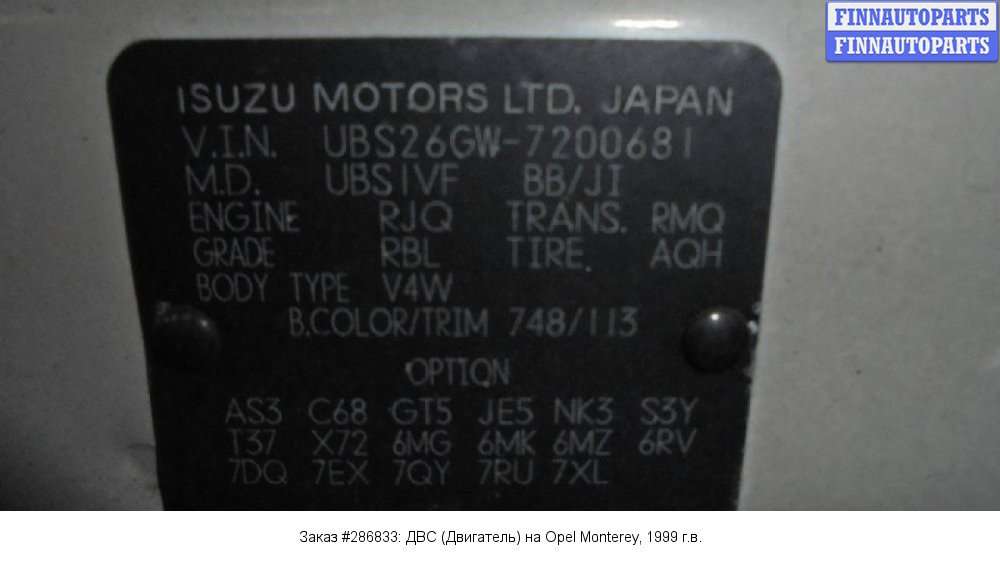 FINNAUTOPARTS
FINNAUTOPARTS
ISUZU MOTORS LTD. JAPAN
V.I.N. UBS26GW-7200681
M.D. UBS1VF BB/J1
ENGINE RJQ TRANS. RMQ
GRADE RBL TIRE AQH
BODY TYPE V4W
B.COLOR/TRIM 748/113
OPTION
AS3 C68 GT5 JE5 NK3 S3Y
T37 X72 6MG 6MK 6MZ 6RV
7DQ 7EX 7QY 7RU 7XL
Заказ #286833: ДВС (Двигатель) на Opel Monterey, 1999 г.в.